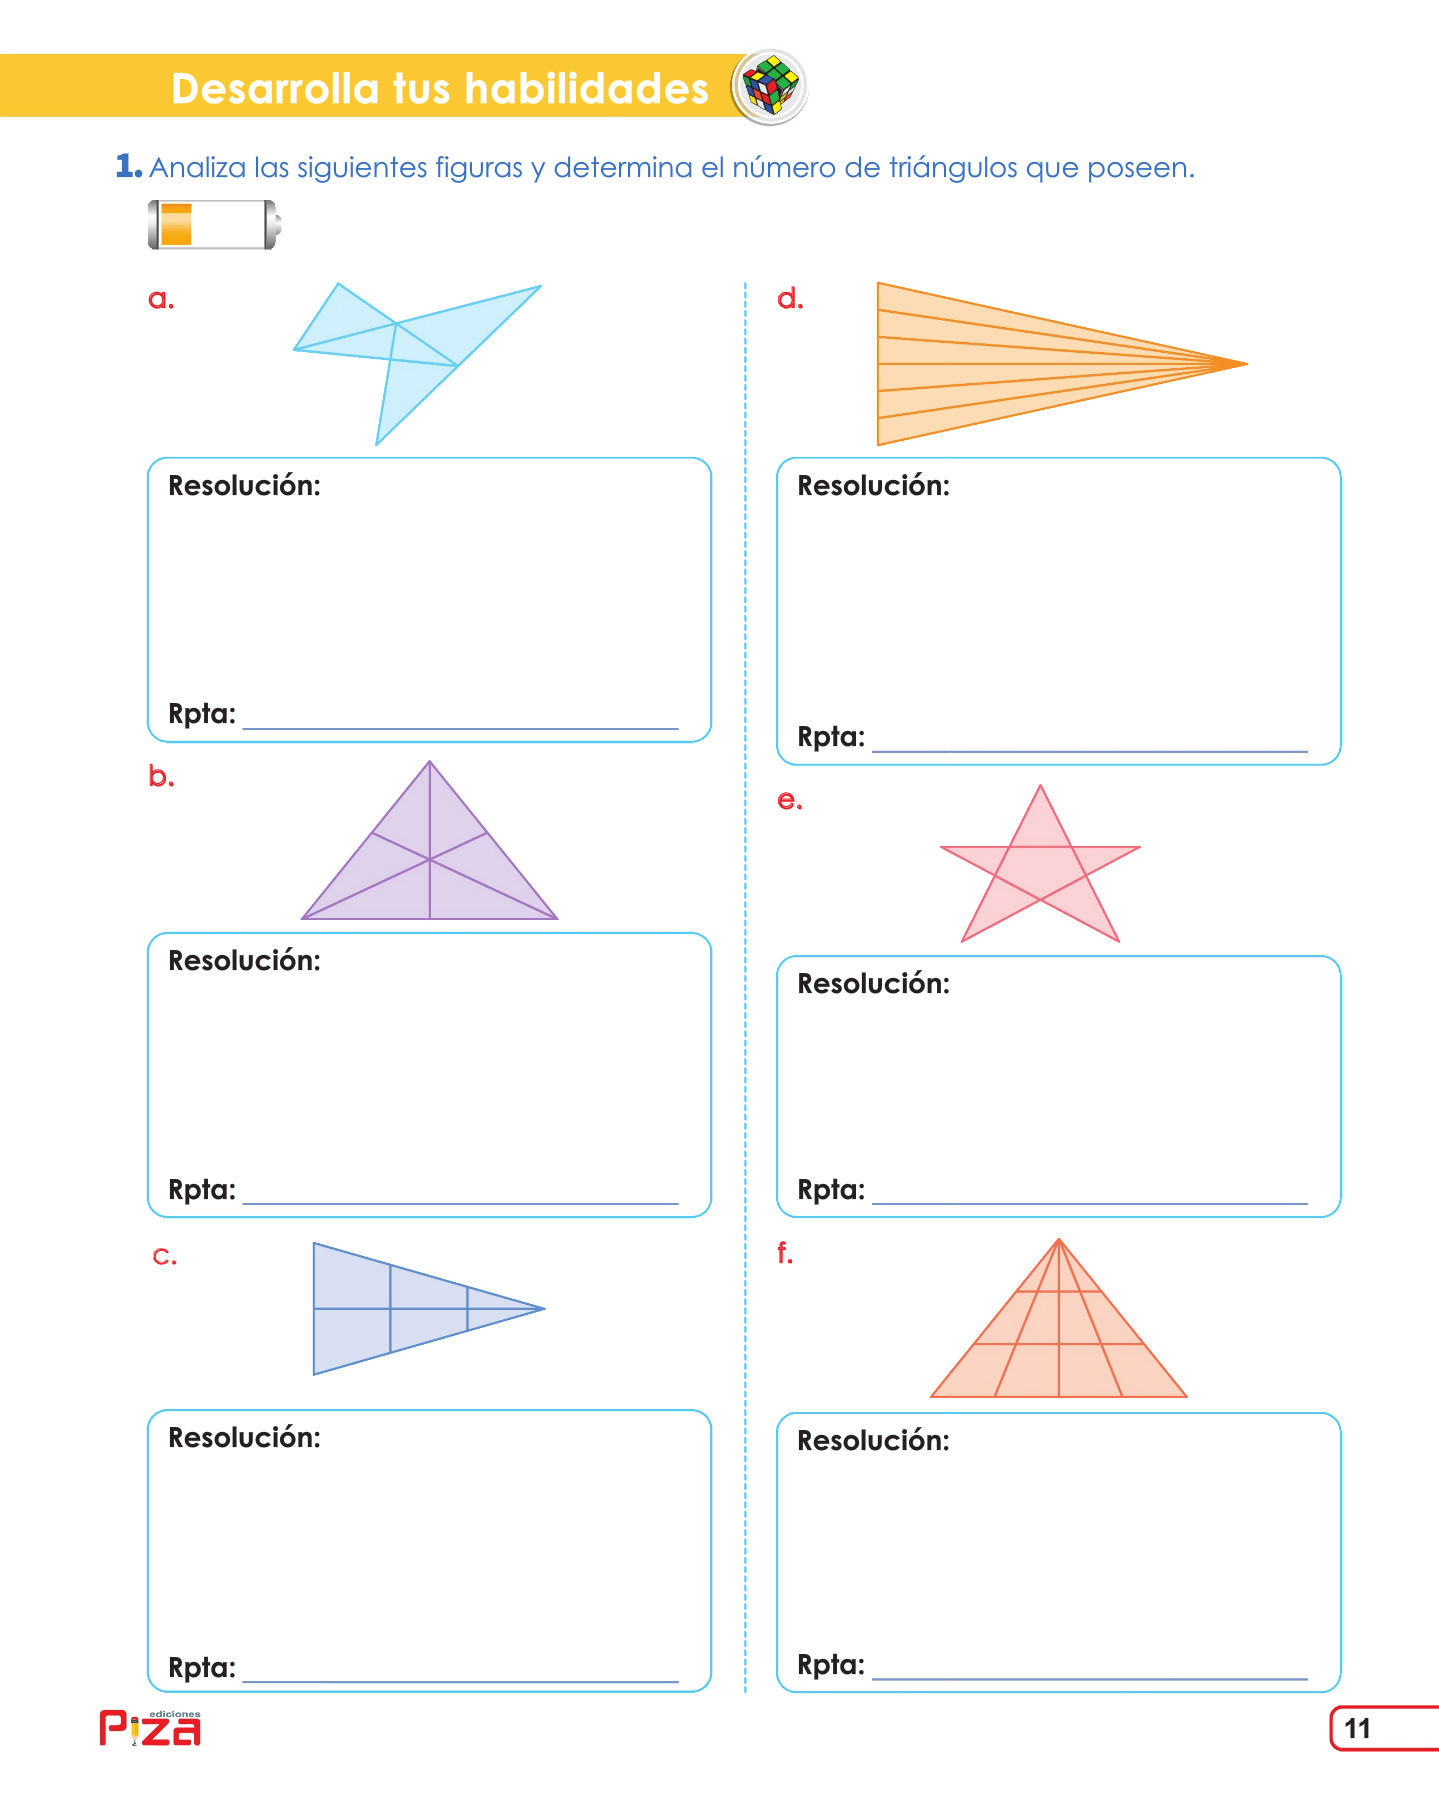 Desarrolla tus habilidades
1. Analiza las siguientes figuras y determina el número de triángulos que poseen.
a.
Resolución:
Rpta:
b.
Resolución:
Rpta:
c.
Resolución:
Rpta:
d.
Resolución:
Rpta:
e.
Resolución:
Rpta:
f.
Resolución:
Rpta:
ediciones
Piza
11